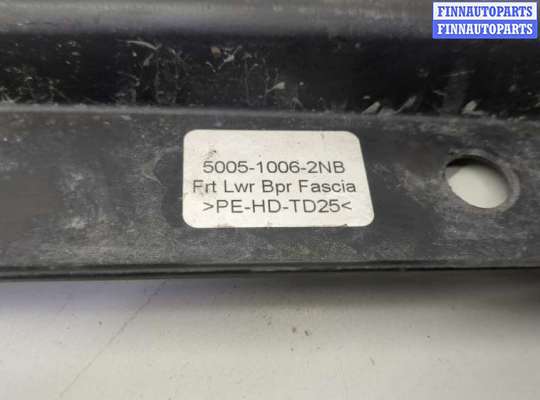 FINNAUTOPARTS
FINNAUTOPARTS
5005-1006-2NB
Frt Lwr Bpr Fascia
>PE-HD-TD25<